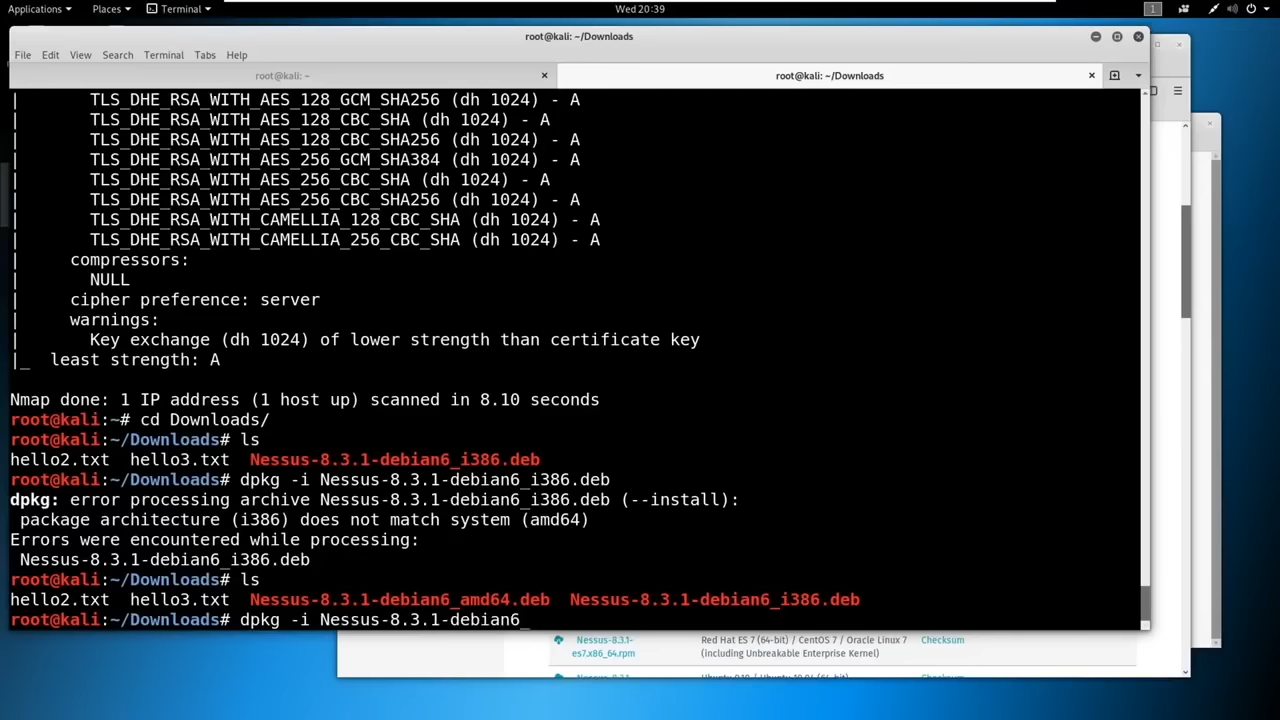 Applications
Places
Terminal
Wed 20:39
1
root@kali: ~/Downloads
File Edit View Search Terminal Tabs Help
root@kali: ~
root@kali: ~/Downloads
| TLS_DHE_RSA_WITH_AES_128_GCM_SHA256 (dh 1024) - A
| TLS_DHE_RSA_WITH_AES_128_CBC_SHA (dh 1024) - A
| TLS_DHE_RSA_WITH_AES_128_CBC_SHA256 (dh 1024) - A
| TLS_DHE_RSA_WITH_AES_256_GCM_SHA384 (dh 1024) - A
| TLS_DHE_RSA_WITH_AES_256_CBC_SHA (dh 1024) - A
| TLS_DHE_RSA_WITH_AES_256_CBC_SHA256 (dh 1024) - A
| TLS_DHE_RSA_WITH_CAMELLIA_128_CBC_SHA (dh 1024) - A
| TLS_DHE_RSA_WITH_CAMELLIA_256_CBC_SHA (dh 1024) - A
| compressors:
| NULL
| cipher preference: server
| warnings:
| Key exchange (dh 1024) of lower strength than certificate key
|_ least strength: A
Nmap done: 1 IP address (1 host up) scanned in 8.10 seconds
root@kali:~# cd Downloads/
root@kali:~/Downloads# ls
hello2.txt hello3.txt Nessus-8.3.1-debian6_i386.deb
root@kali:~/Downloads# dpkg -i Nessus-8.3.1-debian6_i386.deb
dpkg: error processing archive Nessus-8.3.1-debian6_i386.deb (--install):
package architecture (i386) does not match system (amd64)
Errors were encountered while processing:
Nessus-8.3.1-debian6_i386.deb
root@kali:~/Downloads# ls
hello2.txt hello3.txt Nessus-8.3.1-debian6_amd64.deb Nessus-8.3.1-debian6_i386.deb
root@kali:~/Downloads# dpkg -i Nessus-8.3.1-debian6_
Nessus-8.3.1- Red Hat ES 7 (64-bit) / CentOS 7 / Oracle Linux 7 Checksum
es7.x86_64.rpm (including Unbreakable Enterprise Kernel)